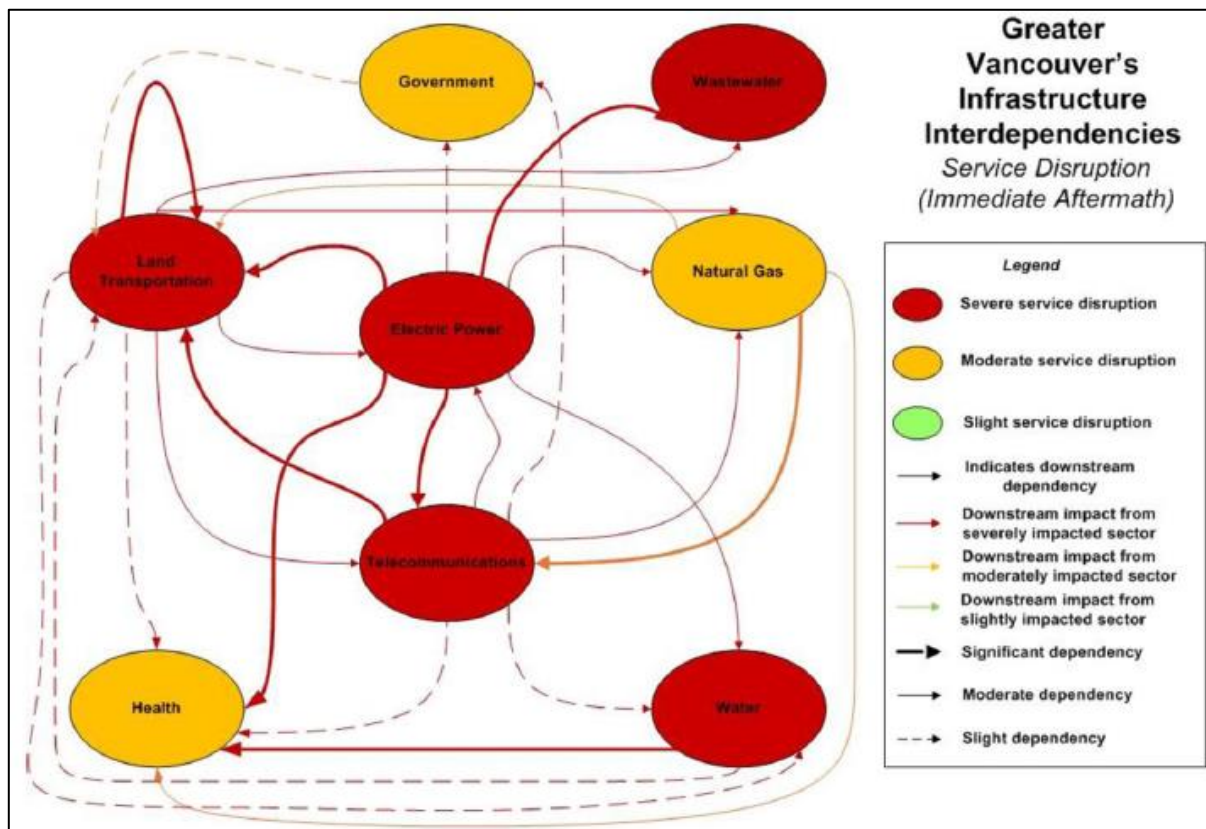 Greater
Vancouver's
Infrastructure
Interdependencies
Service Disruption
(Immediate Aftermath)
Government
Wastewater
Land
Transportation
Natural Gas
Electric Power
Telecommunications
Health
Water
Legend
Severe service disruption
Moderate service disruption
Slight service disruption
Indicates downstream
dependency
Downstream impact from
severely impacted sector
Downstream impact from
moderately impacted sector
Downstream impact from
slightly impacted sector
Significant dependency
Moderate dependency
Slight dependency